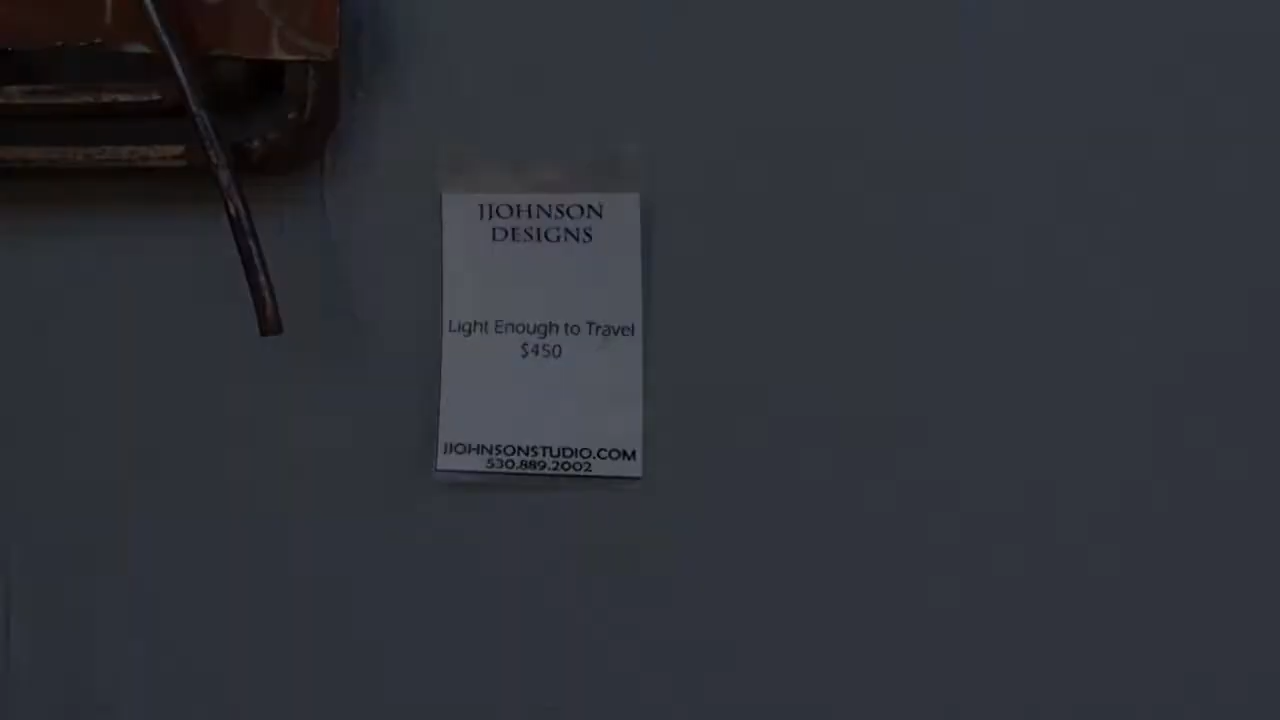 JJOHNSON
DESIGNS
Light Enough to Travel
$450
JJOHNSONSTUDIO.COM
530.889.2002